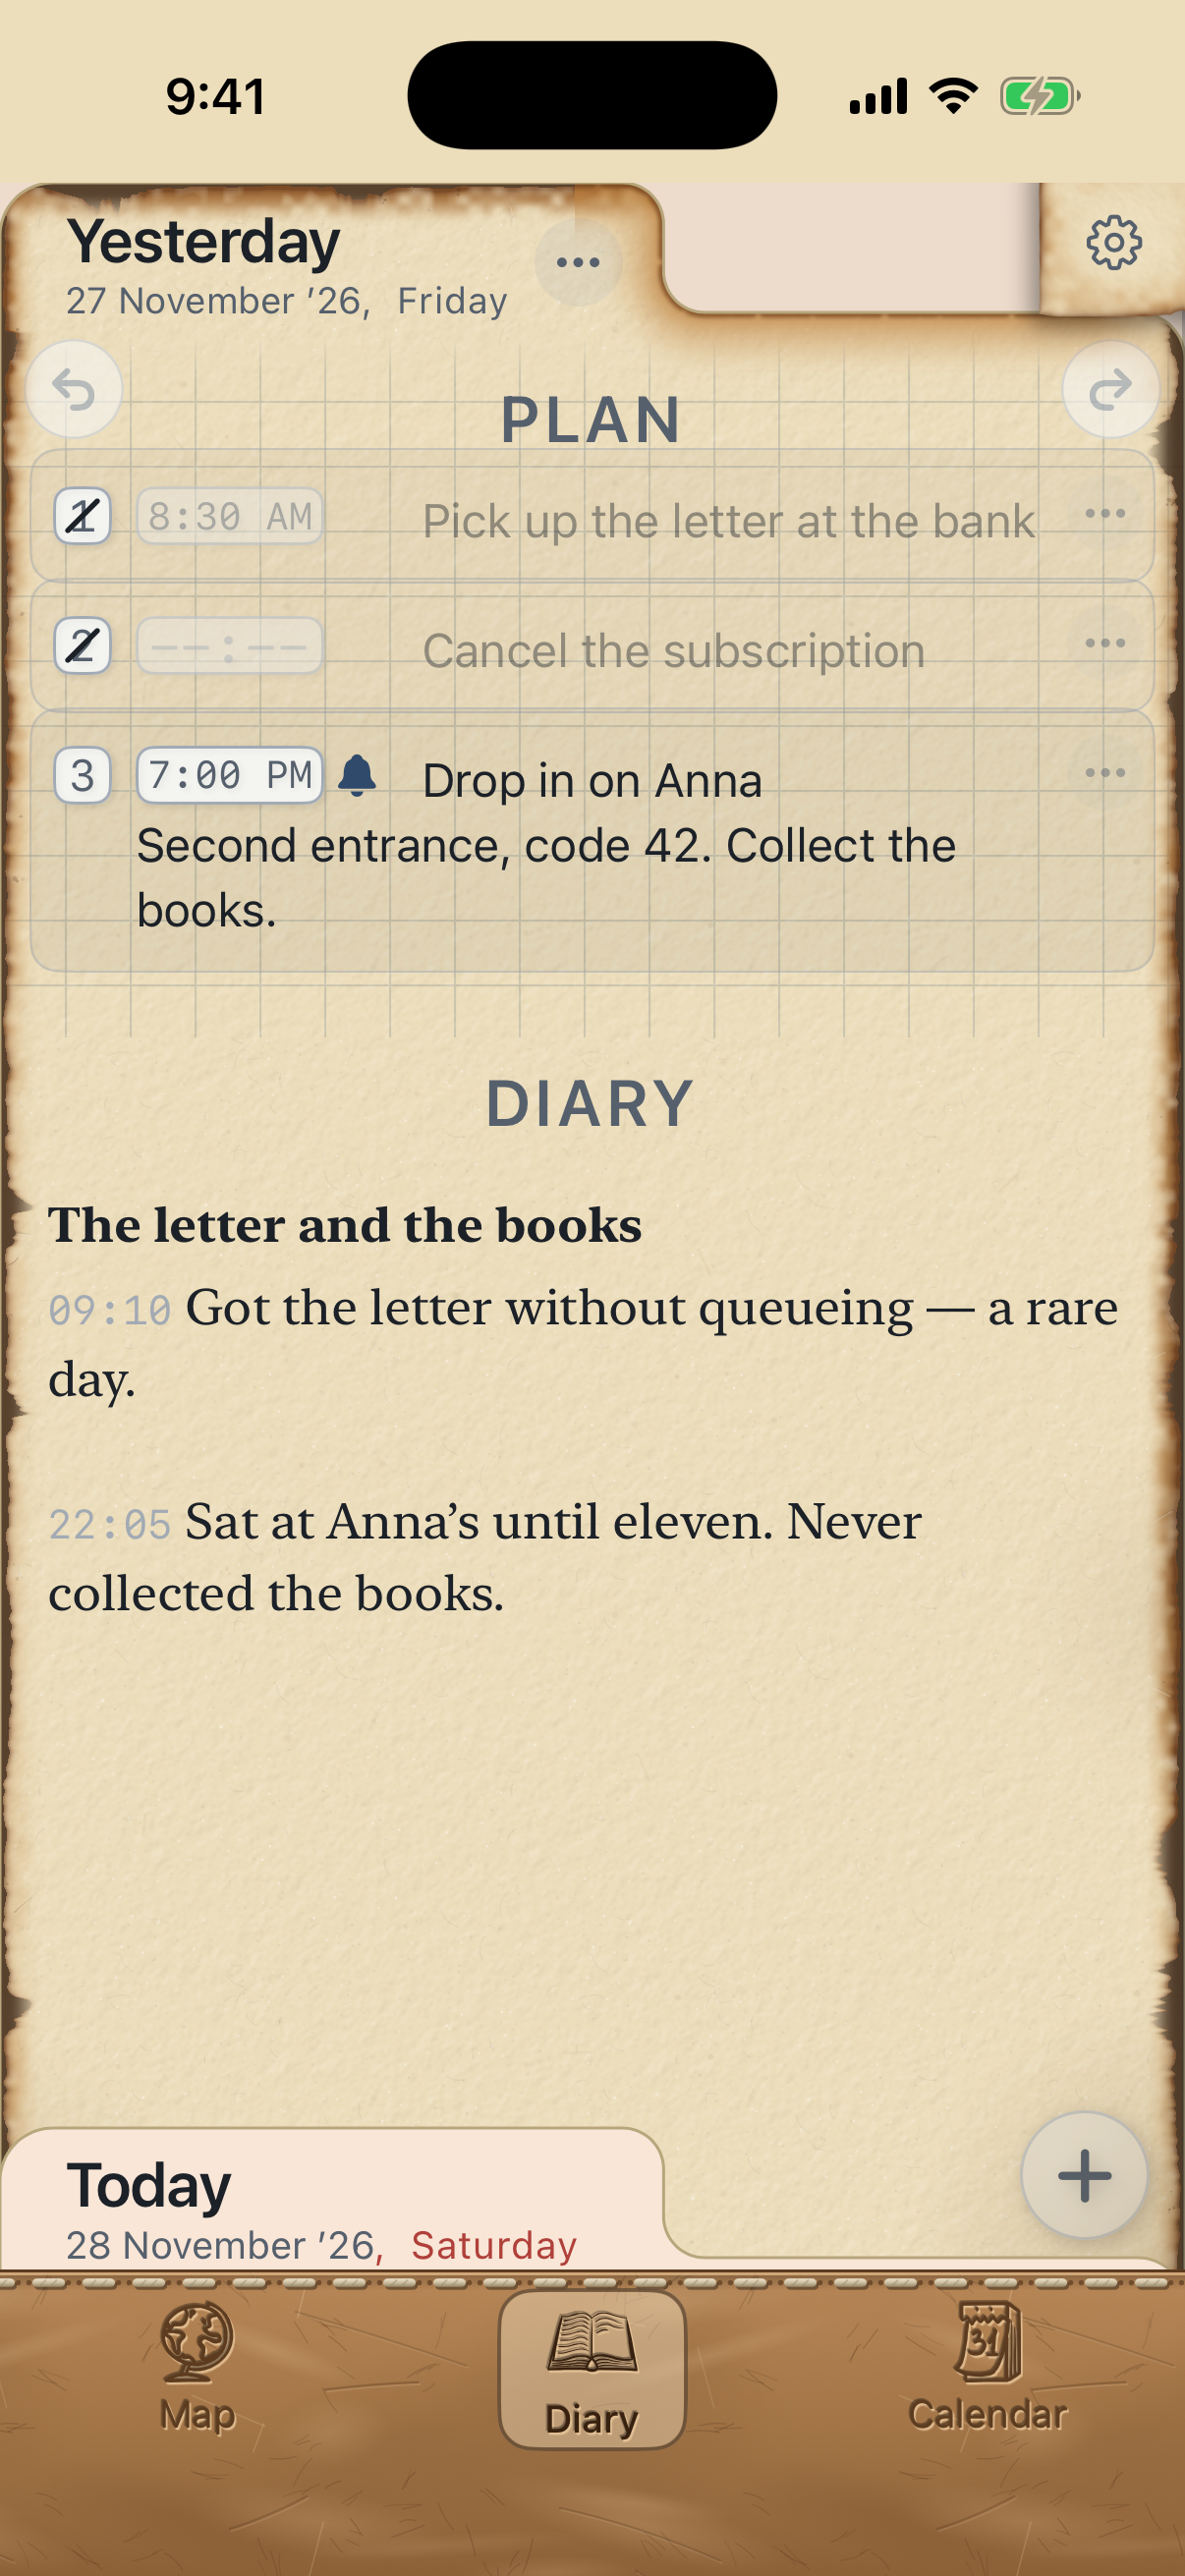 9:41
Yesterday
27 November ’26, Friday
PLAN
1 8:30 AM Pick up the letter at the bank
2 --:-- Cancel the subscription
3 7:00 PM Drop in on Anna
Second entrance, code 42. Collect the
books.
DIARY
The letter and the books
09:10 Got the letter without queueing — a rare
day.
22:05 Sat at Anna’s until eleven. Never
collected the books.
Today
28 November ’26, Saturday
31
Map
Diary
Calendar